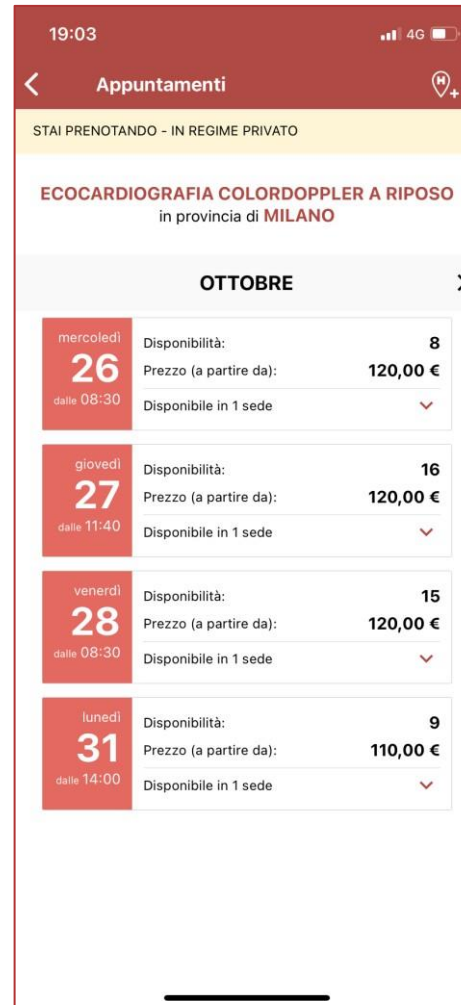 19:03
4G
Appuntamenti
H
+
STAI PRENOTANDO - IN REGIME PRIVATO
ECOCARDIOGRAFIA COLORDOPPLER A RIPOSO
in provincia di MILANO
OTTOBRE
mercoledì
26
dalle 08:30
Disponibilità: 8
Prezzo (a partire da): 120,00 €
Disponibile in 1 sede
giovedì
27
dalle 11:40
Disponibilità: 16
Prezzo (a partire da): 120,00 €
Disponibile in 1 sede
venerdì
28
dalle 08:30
Disponibilità: 15
Prezzo (a partire da): 120,00 €
Disponibile in 1 sede
lunedì
31
dalle 14:00
Disponibilità: 9
Prezzo (a partire da): 110,00 €
Disponibile in 1 sede